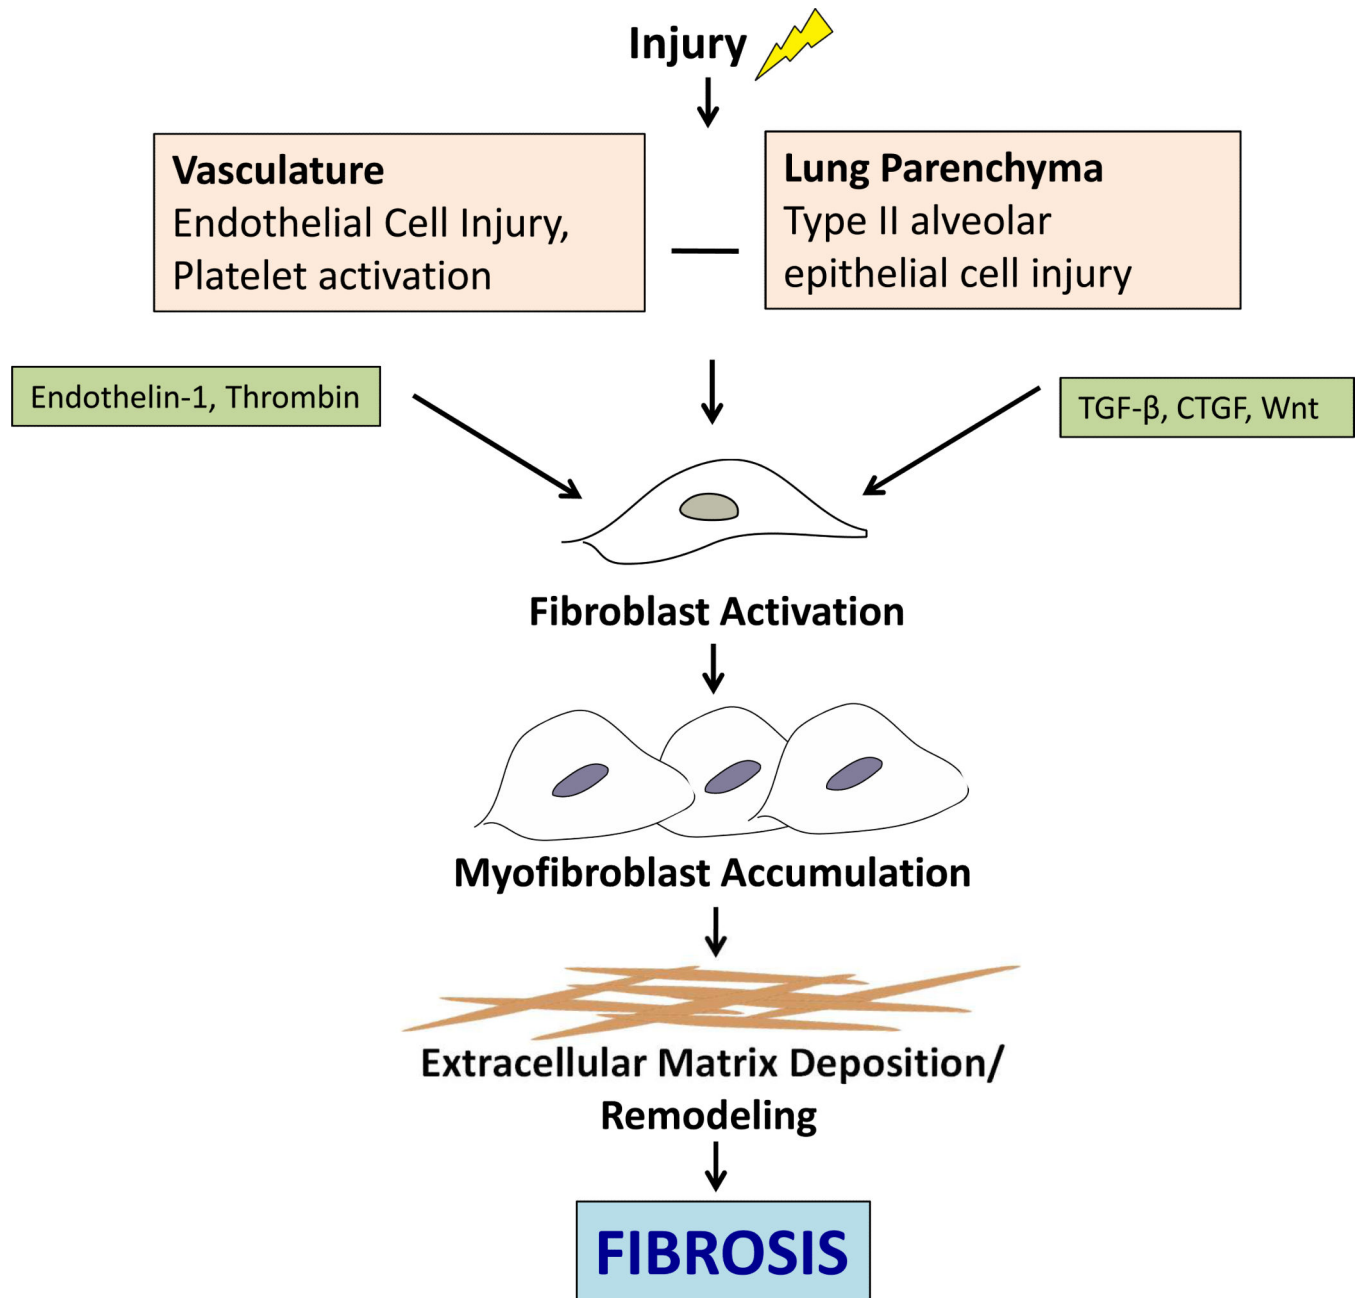 Injury
Vasculature
Endothelial Cell Injury,
Platelet activation
Lung Parenchyma
Type II alveolar
epithelial cell injury
Endothelin-1, Thrombin
TGF-β, CTGF, Wnt
Fibroblast Activation
Myofibroblast Accumulation
Extracellular Matrix Deposition/
Remodeling
FIBROSIS